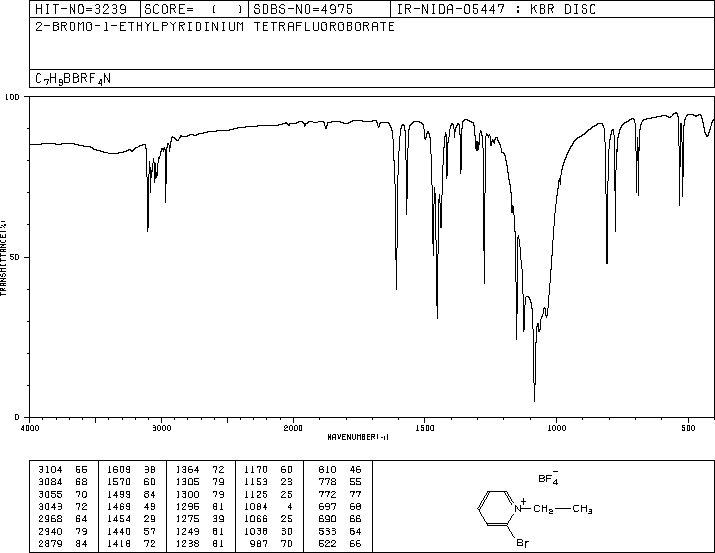 HIT-NO=3239 SCORE= ( ) SDBS-NO=4975 IR-NIDA-05447 : KBR DISC
2-BROMO-1-ETHYLPYRIDINIUM TETRAFLUOROBORATE
C7H9BBRF4N
100
50
0
TRANSMITTANCE(%)
4000 3000 2000 1500 1000 500
WAVENUMBER(-1)
3104 56 1609 38 1364 72 1170 60 810 46
3084 68 1570 60 1305 79 1153 23 778 55
3055 70 1499 84 1300 79 1125 25 772 77
3043 72 1469 49 1296 81 1084 4 697 68
2968 64 1454 29 1275 39 1066 25 690 66
2940 79 1440 57 1249 81 1038 30 533 64
2879 84 1418 72 1238 81 987 70 522 66
BF4-
N+ CH2 CH3
Br